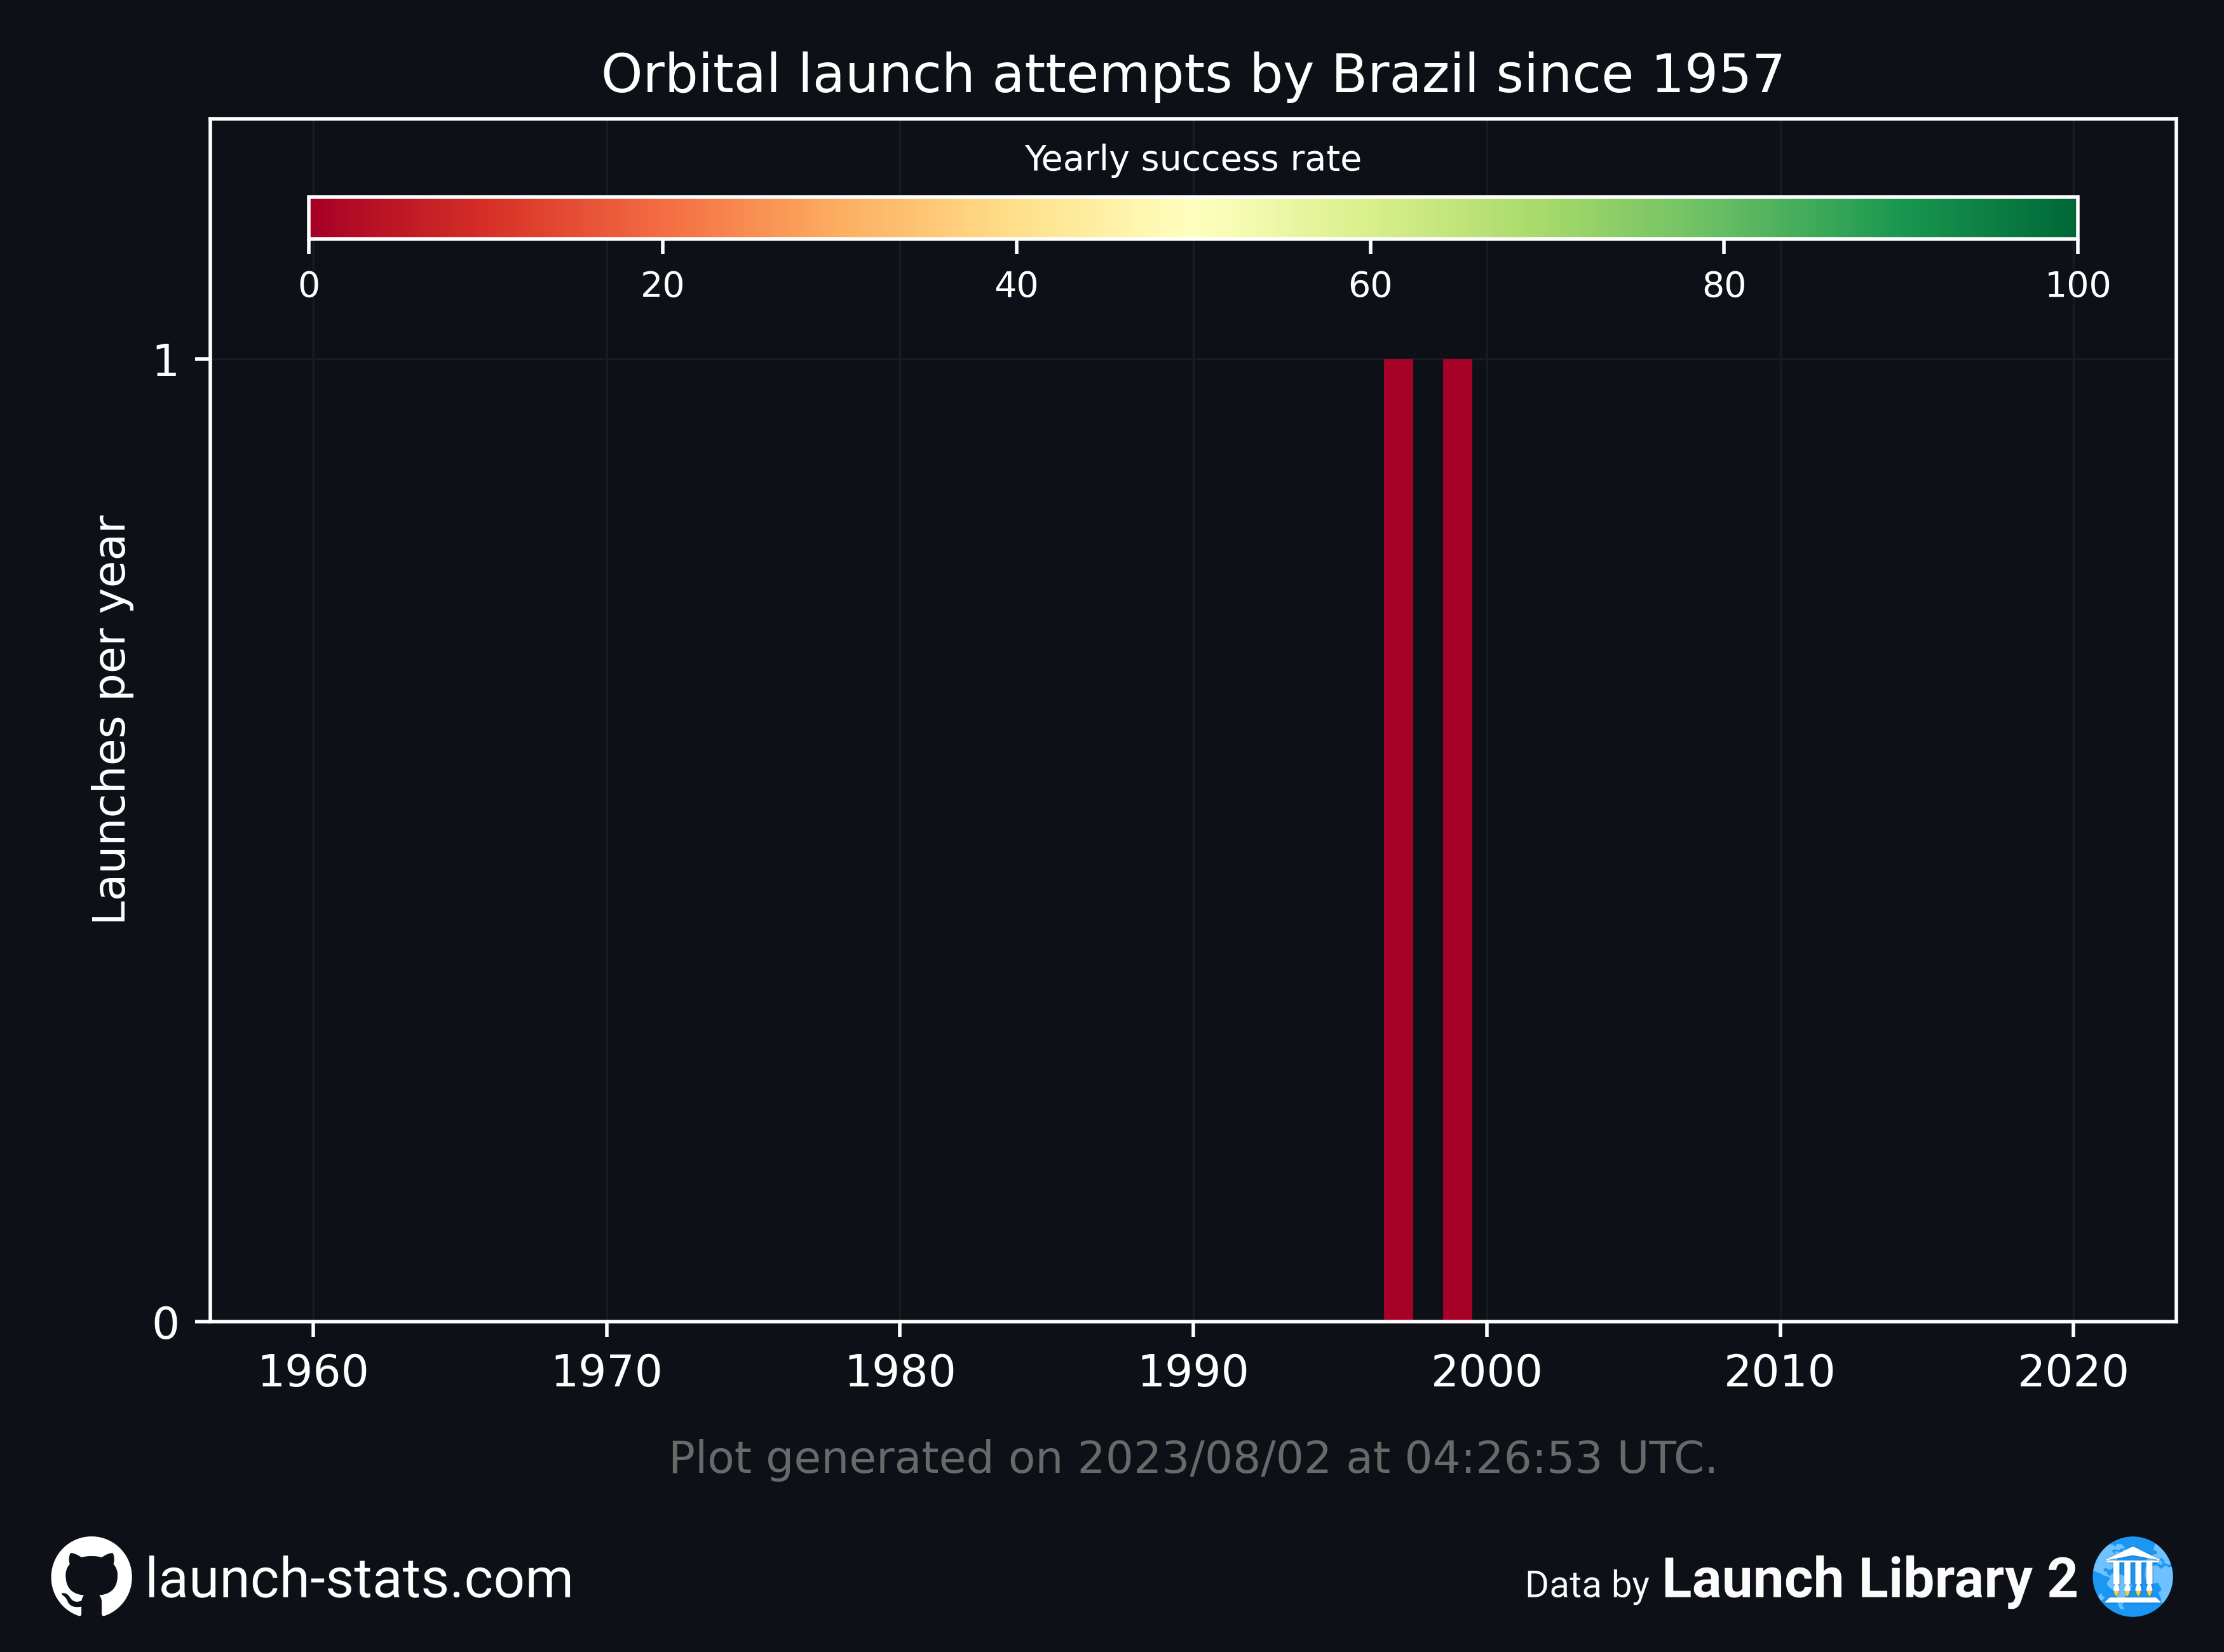 Orbital launch attempts by Brazil since 1957
Yearly success rate
0 20 40 60 80 100
1
Launches per year
0
1960 1970 1980 1990 2000 2010 2020
Plot generated on 2023/08/02 at 04:26:53 UTC.
launch-stats.com
Data by Launch Library 2